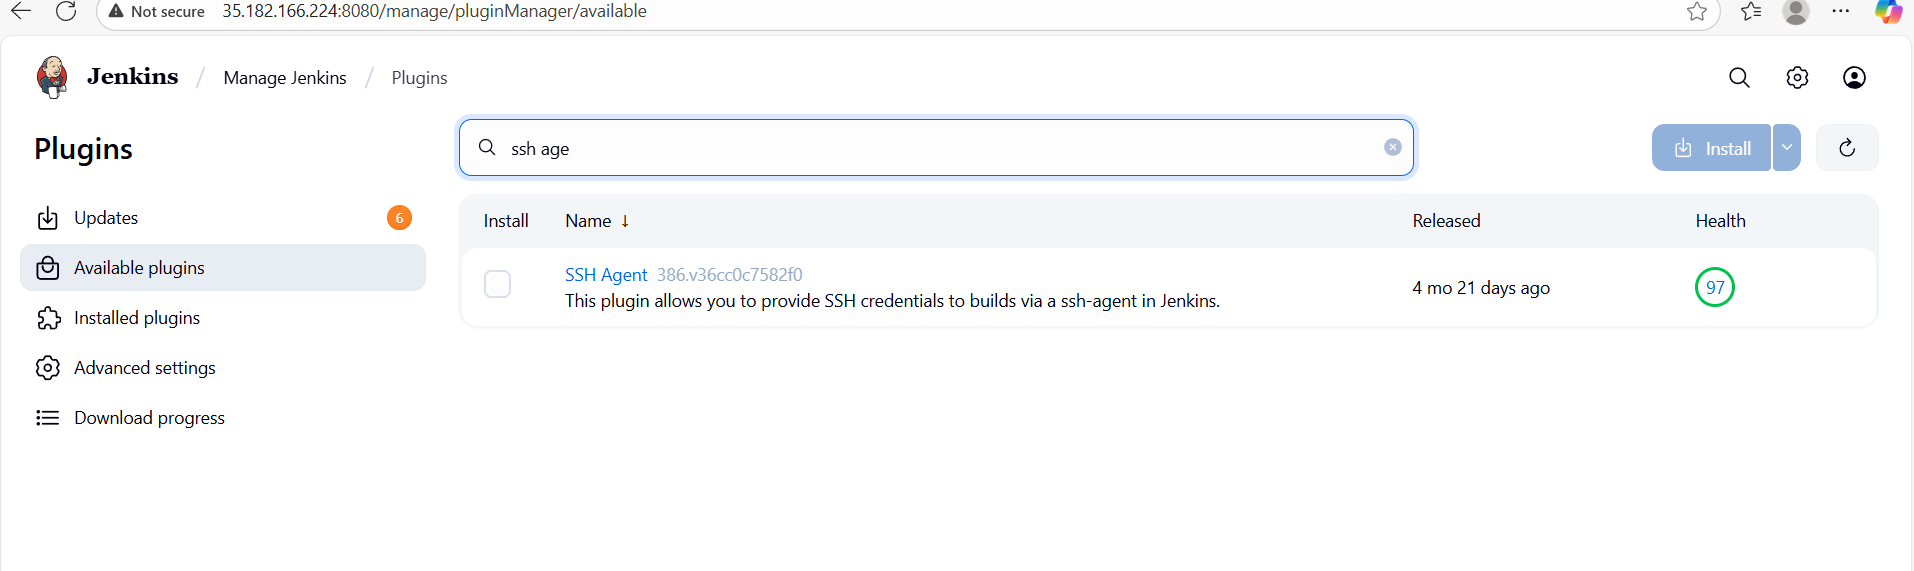 Not secure 35.182.166.224:8080/manage/pluginManager/available
Jenkins / Manage Jenkins / Plugins
Plugins
ssh age
Install
Updates 6
Available plugins
Installed plugins
Advanced settings
Download progress
Install Name ↓ Released Health
SSH Agent 386.v36cc0c7582f0
This plugin allows you to provide SSH credentials to builds via a ssh-agent in Jenkins.
4 mo 21 days ago
97